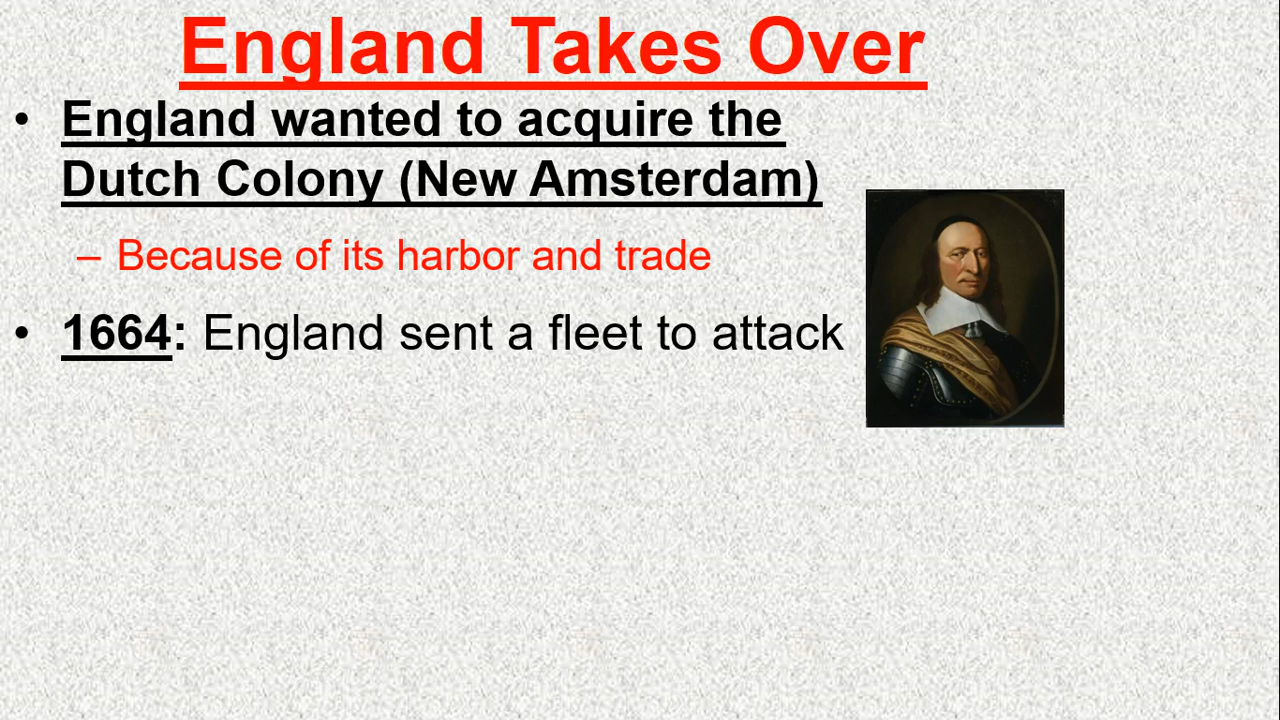 England Takes Over
• England wanted to acquire the
Dutch Colony (New Amsterdam)
– Because of its harbor and trade
• 1664: England sent a fleet to attack